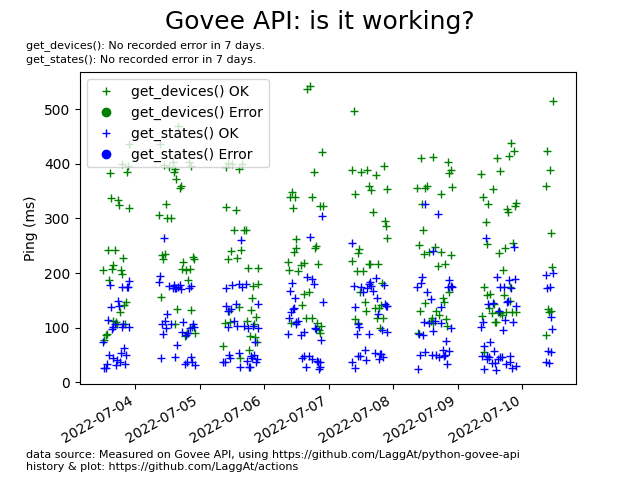 Govee API: is it working?
get_devices(): No recorded error in 7 days.
get_states(): No recorded error in 7 days.
get_devices() OK
get_devices() Error
get_states() OK
get_states() Error
Ping (ms)
500
400
300
200
100
0
2022-07-04
2022-07-05
2022-07-06
2022-07-07
2022-07-08
2022-07-09
2022-07-10
data source: Measured on Govee API, using https://github.com/LaggAt/python-govee-api
history & plot: https://github.com/LaggAt/actions